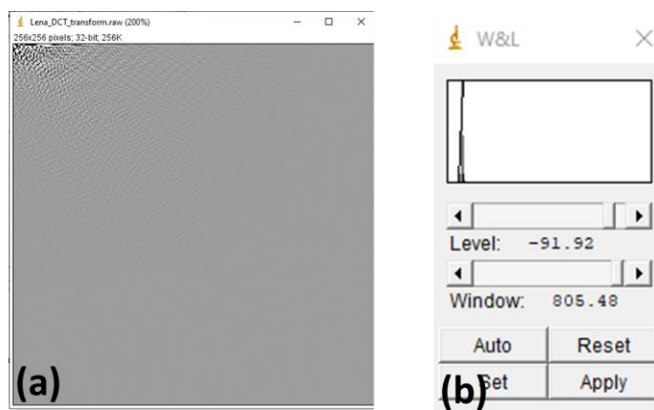 Lena_DCT_transform.raw (200%)
256x256 pixels; 32-bit; 256K
(a)
W&L
Level: -91.92
Window: 805.48
Auto Reset
Set Apply
(b)